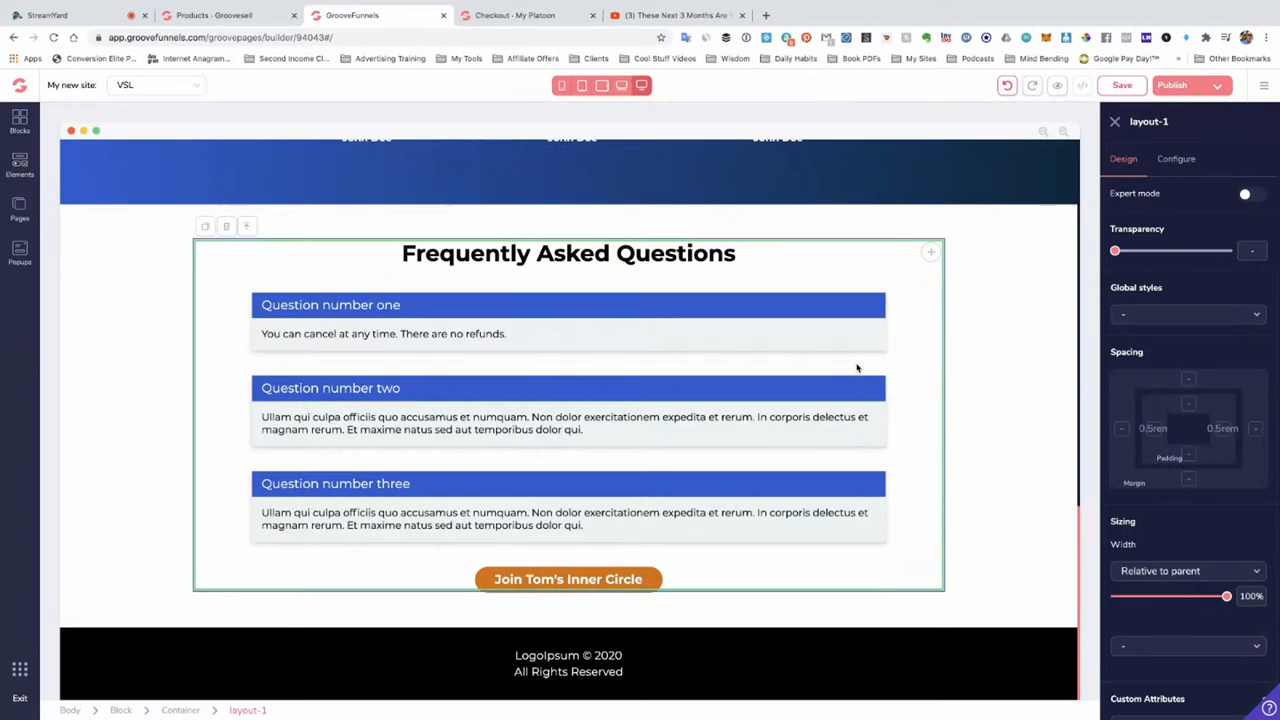 StreamYard
Products - Groovesell
GrooveFunnels
Checkout - My Platoon
(3) These Next 3 Months Are
app.groovefunnels.com/groovepages/builder/94043#/
Apps
Conversion Elite P...
Internet Anagram...
Second Income Cl...
Advertising Training
My Tools
Affiliate Offers
Clients
Cool Stuff Videos
Wisdom
Daily Habits
Book PDFs
My Sites
Podcasts
Mind Bending
Google Pay Day!™
»
Other Bookmarks
My new site:
VSL
Save
Publish
Blocks
Elements
Pages
Popups
Exit
John Doe
John Doe
John Doe
Frequently Asked Questions
Question number one
You can cancel at any time. There are no refunds.
Question number two
Ullam qui culpa officiis quo accusamus et numquam. Non dolor exercitationem expedita et rerum. In corporis delectus et
magnam rerum. Et maxime natus sed aut temporibus dolor qui.
Question number three
Ullam qui culpa officiis quo accusamus et numquam. Non dolor exercitationem expedita et rerum. In corporis delectus et
magnam rerum. Et maxime natus sed aut temporibus dolor qui.
Join Tom's Inner Circle
LogoIpsum © 2020
All Rights Reserved
Body > Block > Container > layout-1
layout-1
Design
Configure
Expert mode
Transparency
-
Global styles
-
Spacing
-
-
-
0.5rem
0.5rem
-
Padding
-
Margin
-
Sizing
Width
Relative to parent
100%
-
Custom Attributes